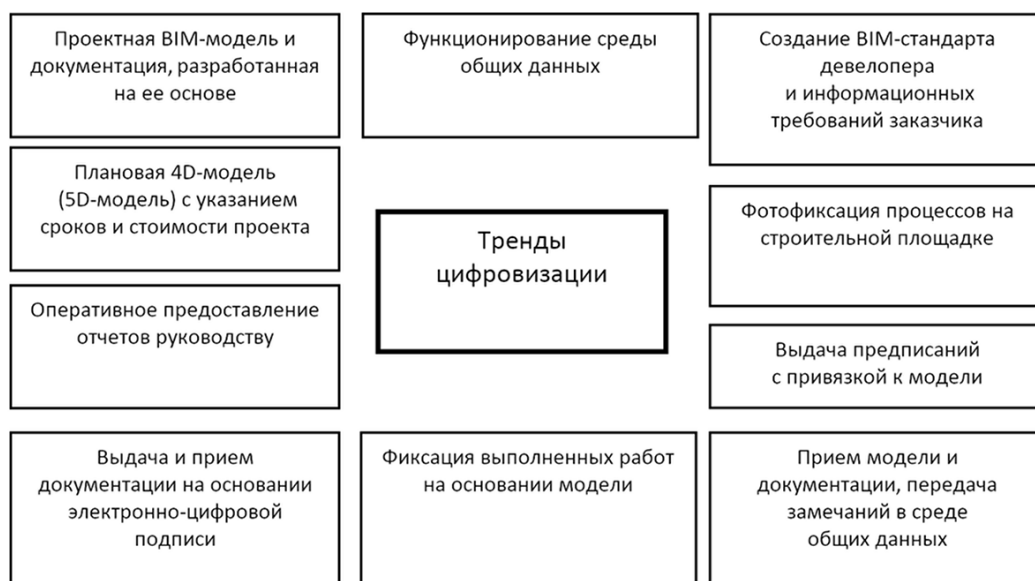 Проектная BIM-модель и
документация, разработанная
на ее основе
Функционирование среды
общих данных
Создание BIM-стандарта
девелопера
и информационных
требований заказчика
Плановая 4D-модель
(5D-модель) с указанием
сроков и стоимости проекта
Тренды
цифровизации
Фотофиксация процессов на
строительной площадке
Оперативное предоставление
отчетов руководству
Выдача предписаний
с привязкой к модели
Выдача и прием
документации на основании
электронно-цифровой
подписи
Фиксация выполненных работ
на основании модели
Прием модели и
документации, передача
замечаний в среде
общих данных